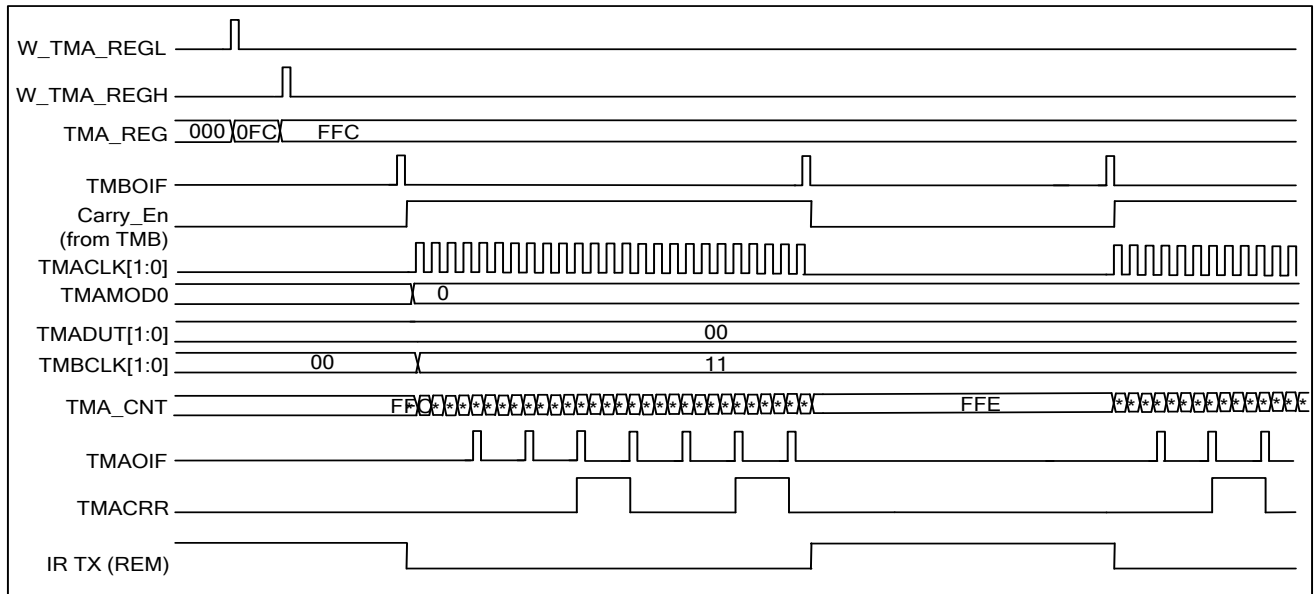 W_TMA_REGL
W_TMA_REGH
TMA_REG 000 0FC FFC
TMBOIF
Carry_En
(from TMB)
TMACLK[1:0]
TMAMOD0 0
TMADUT[1:0] 00
TMBCLK[1:0] 00 11
TMA_CNT FFC * * * * * * * * * * * * * * * * * * * * * * * * * * * * * FFE * * * * * * * * * * * * * * *
TMAOIF
TMACRR
IR TX (REM)